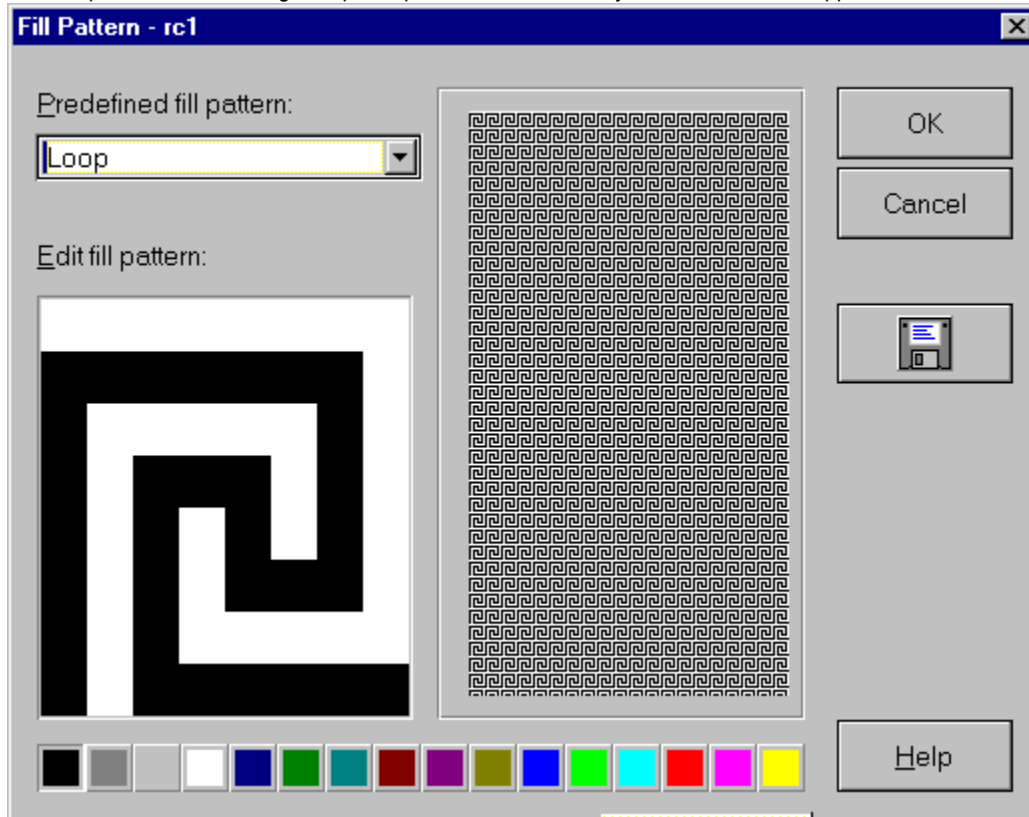 Fill Pattern - rc1
Predefined fill pattern:
Loop
OK
Cancel
Edit fill pattern:
Help